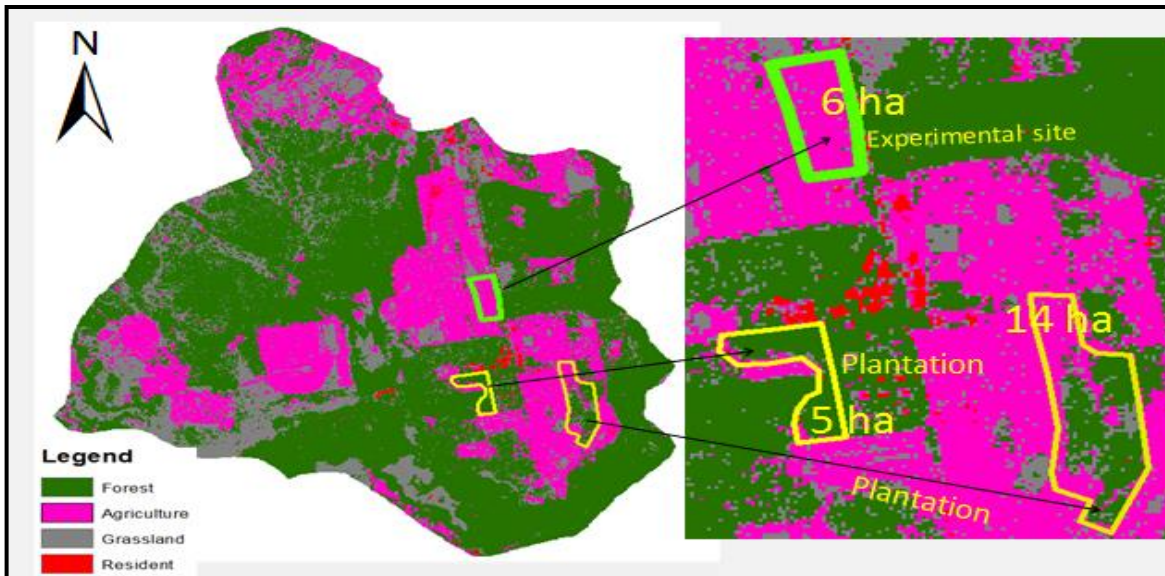 N
6 ha
Experimental site
14 ha
Plantation
5 ha
Plantation
Legend
Forest
Agriculture
Grassland
Resident